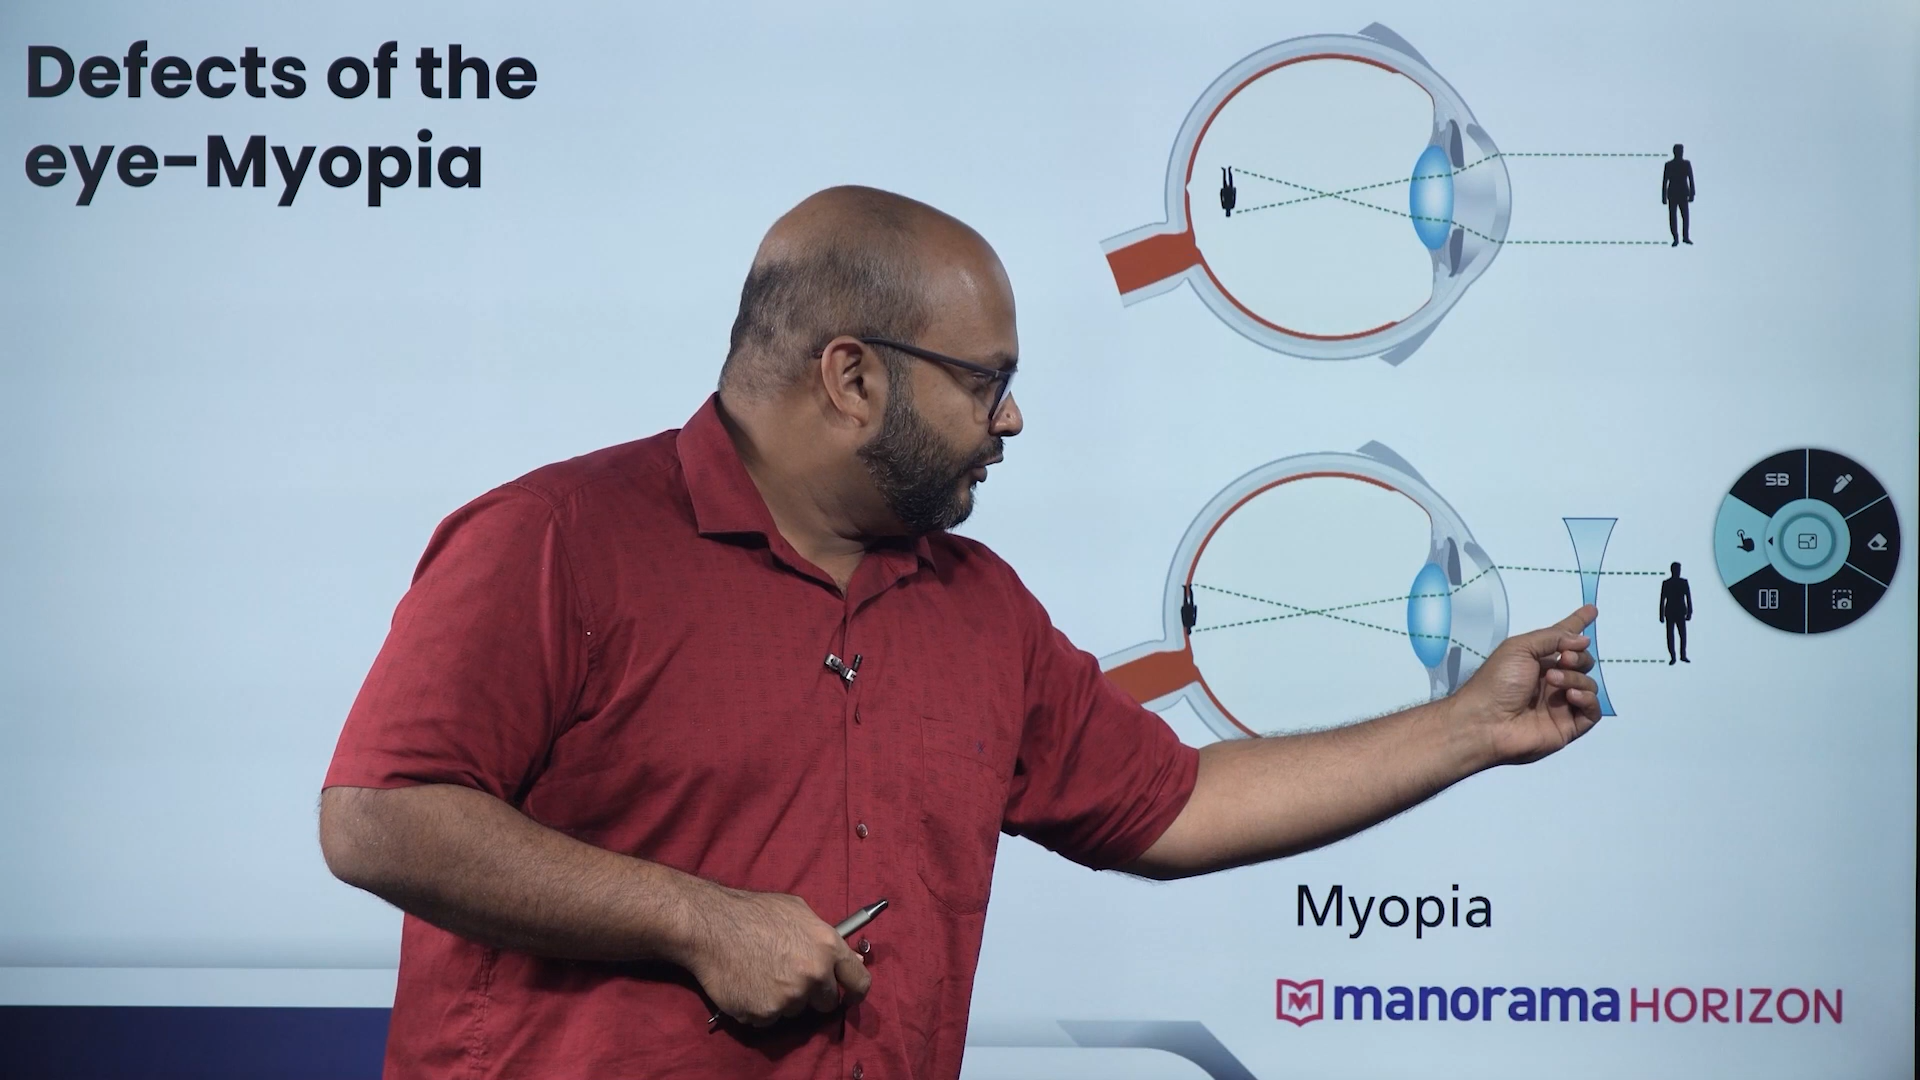 Defects of the
eye-Myopia
SB
Myopia
manorama HORIZON